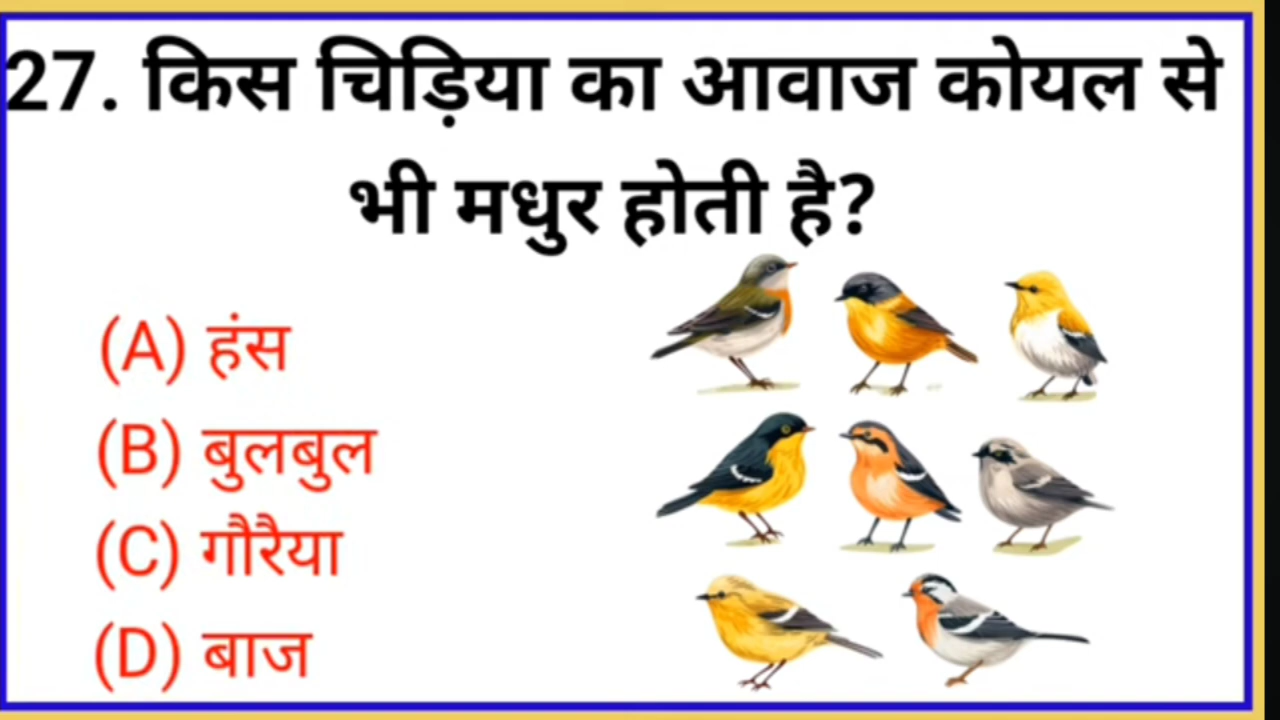 27. किस चिड़िया का आवाज कोयल से
भी मधुर होती है?
(A) हंस
(B) बुलबुल
(C) गौरैया
(D) बाज